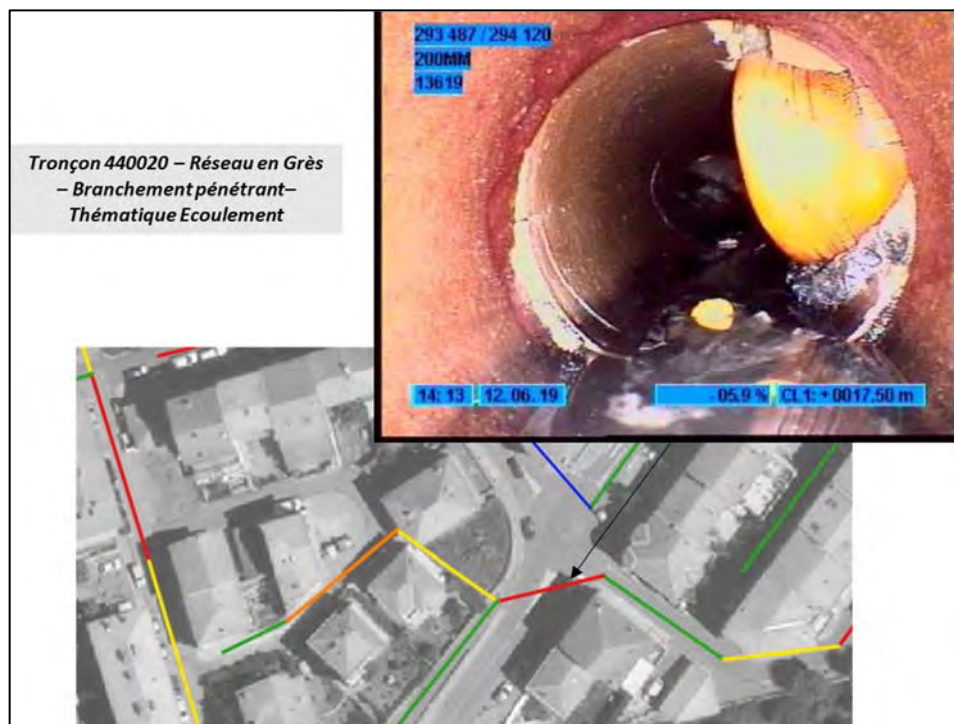 293 487 / 294 120
200MM
13619
Tronçon 440020 – Réseau en Grès
– Branchement pénétrant–
Thématique Ecoulement
14: 13 12. 06. 19 - 05.9 % CL1: + 0017.50 m